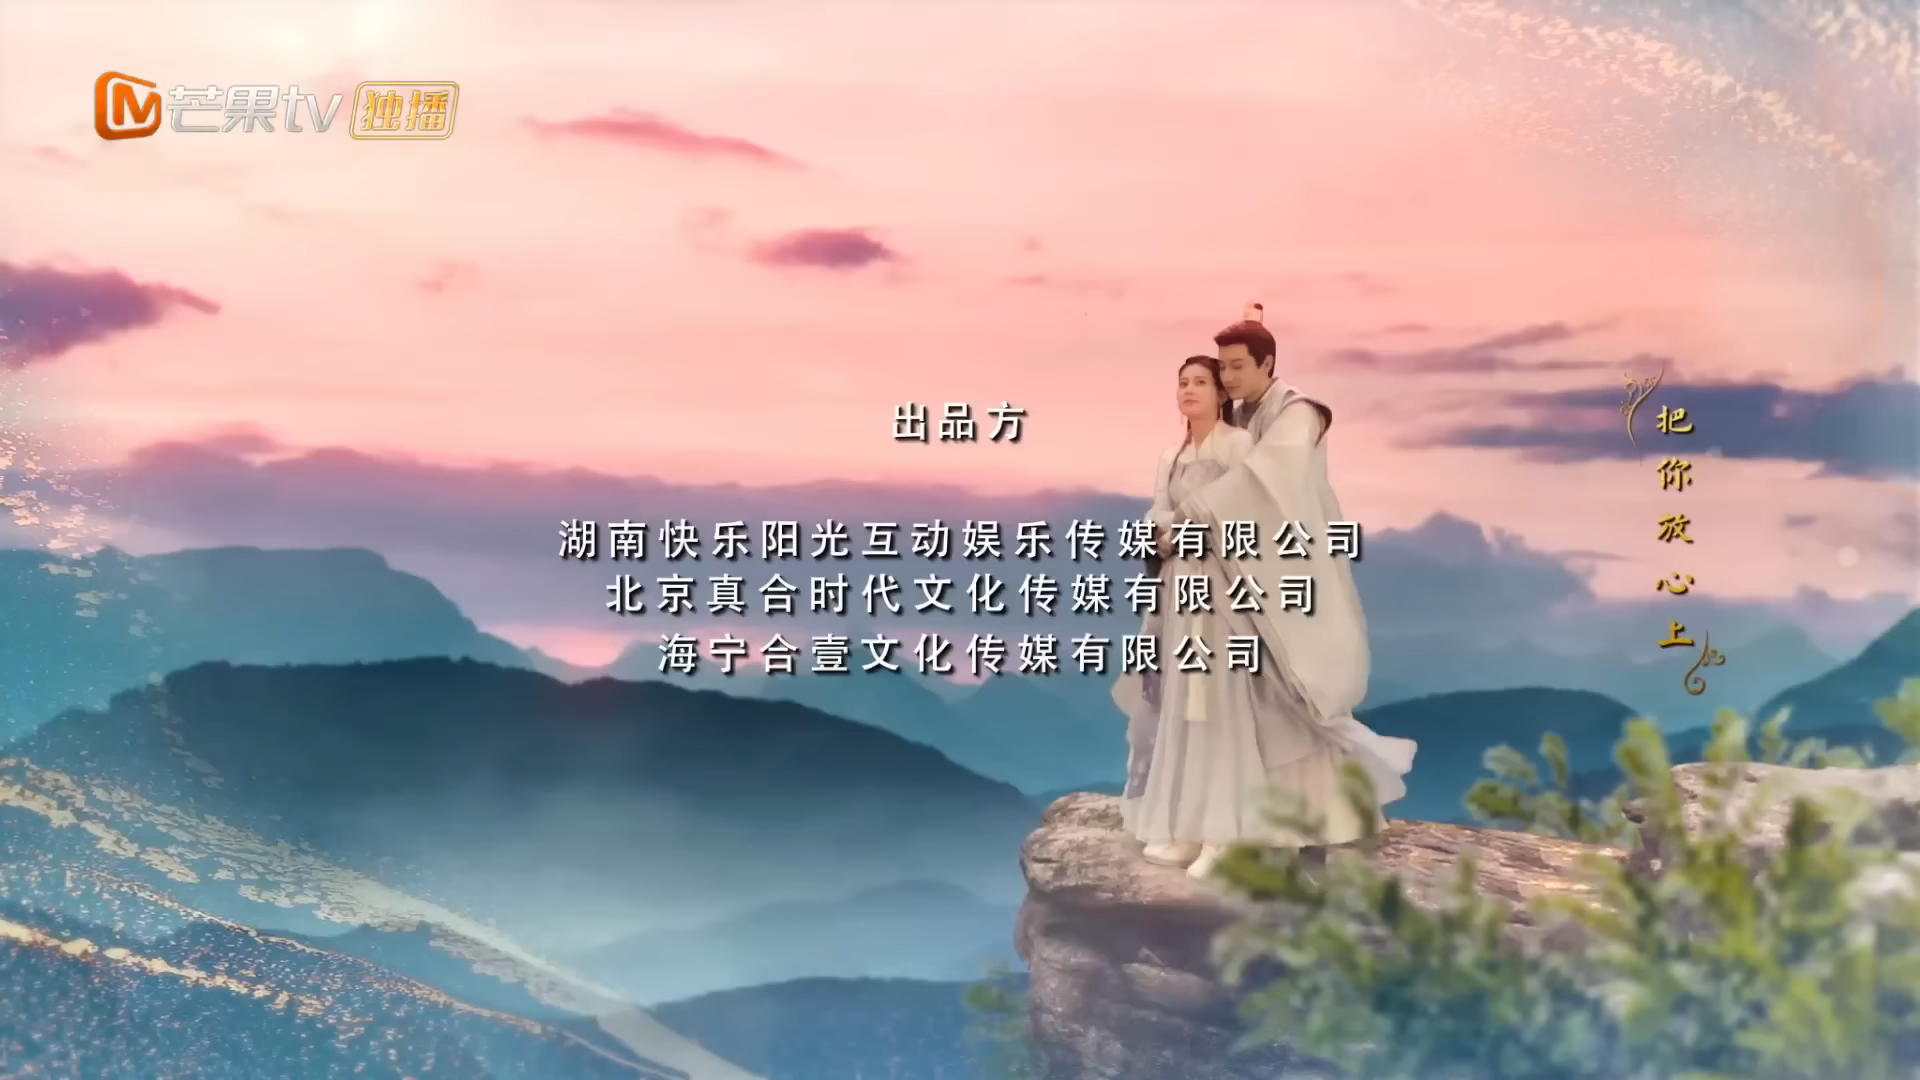 芒果tv 独播
出品方
湖南快乐阳光互动娱乐传媒有限公司
北京真合时代文化传媒有限公司
海宁合壹文化传媒有限公司
把你放心上